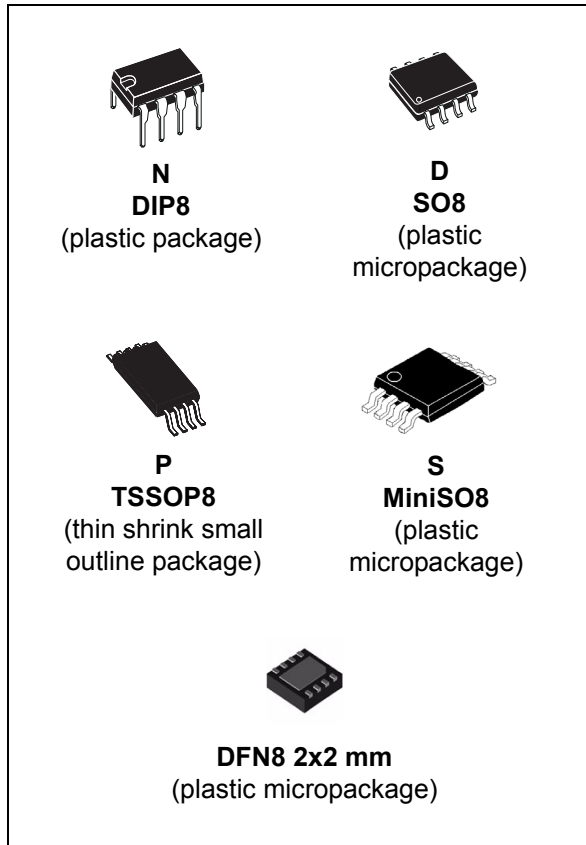 N
DIP8
(plastic package)
D
SO8
(plastic
micropackage)
P
TSSOP8
(thin shrink small
outline package)
S
MiniSO8
(plastic
micropackage)
DFN8 2x2 mm
(plastic micropackage)